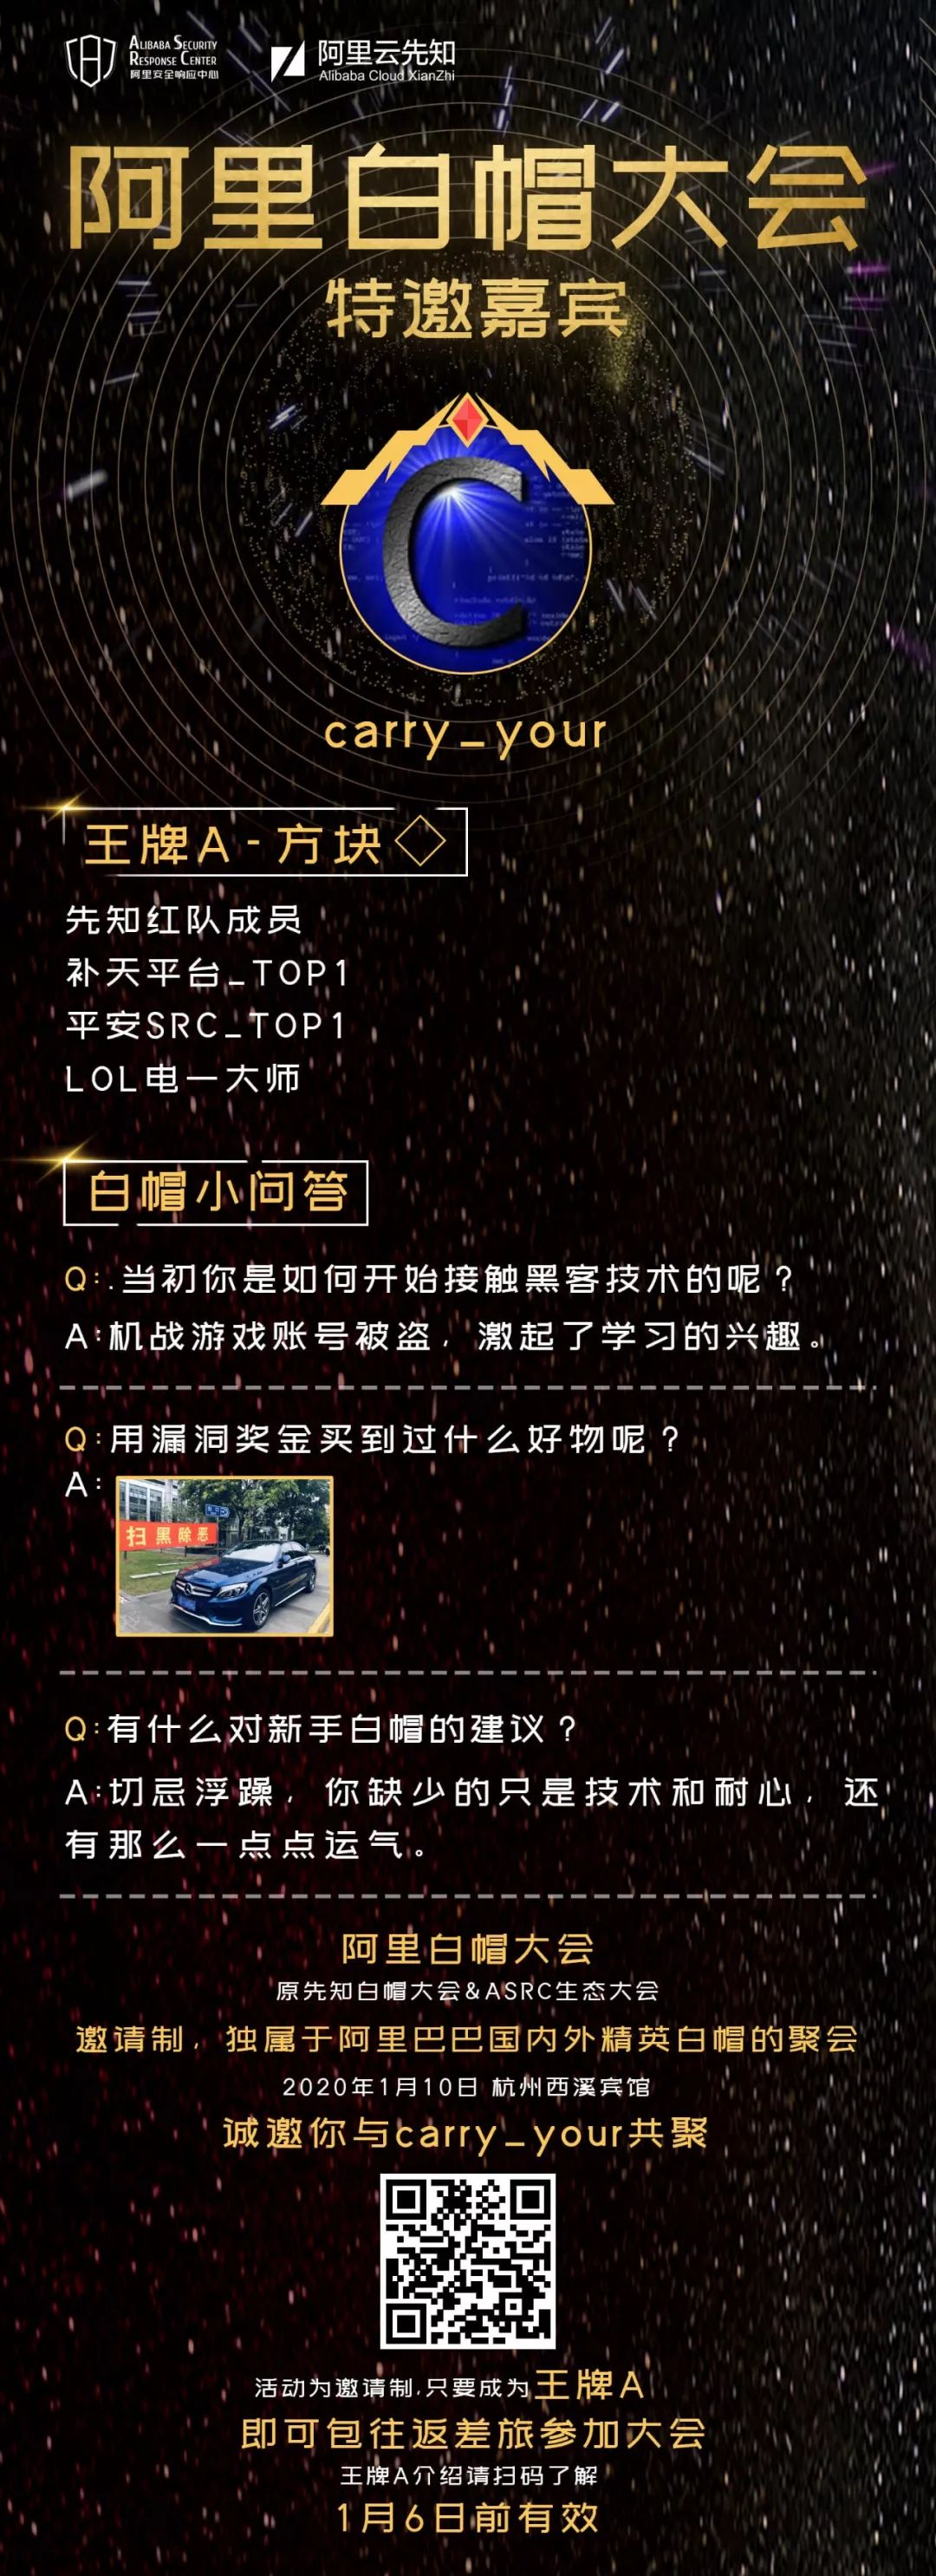 ALIBABA SECURITY
RESPONSE CENTER
阿里安全响应中心
阿里云先知
Alibaba Cloud XianZhi
阿里白帽大会
特邀嘉宾
C
carry_your
王牌A-方块◇
先知红队成员
补天平台_TOP1
平安SRC_TOP1
LOL电一大师
白帽小问答
Q:.当初你是如何开始接触黑客技术的呢？
A:机战游戏账号被盗，激起了学习的兴趣。
Q:用漏洞奖金买到过什么好物呢？
A:
扫黑除恶
Q:有什么对新手白帽的建议？
A:切忌浮躁，你缺少的只是技术和耐心，还
有那么一点点运气。
阿里白帽大会
原先知白帽大会&ASRC生态大会
邀请制，独属于阿里巴巴国内外精英白帽的聚会
2020年1月10日 杭州西溪宾馆
诚邀你与carry_your共聚
活动为邀请制,只要成为王牌A
即可包往返差旅参加大会
王牌A介绍请扫码了解
1月6日前有效